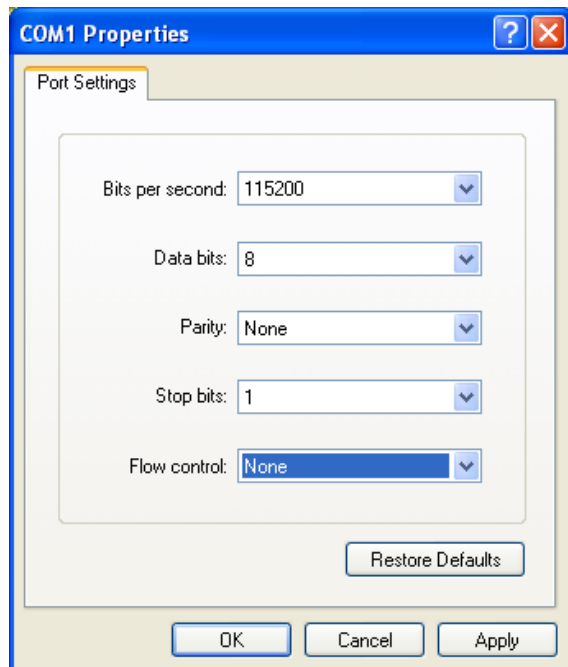 COM1 Properties
Port Settings
Bits per second: 115200
Data bits: 8
Parity: None
Stop bits: 1
Flow control: None
Restore Defaults
OK Cancel Apply